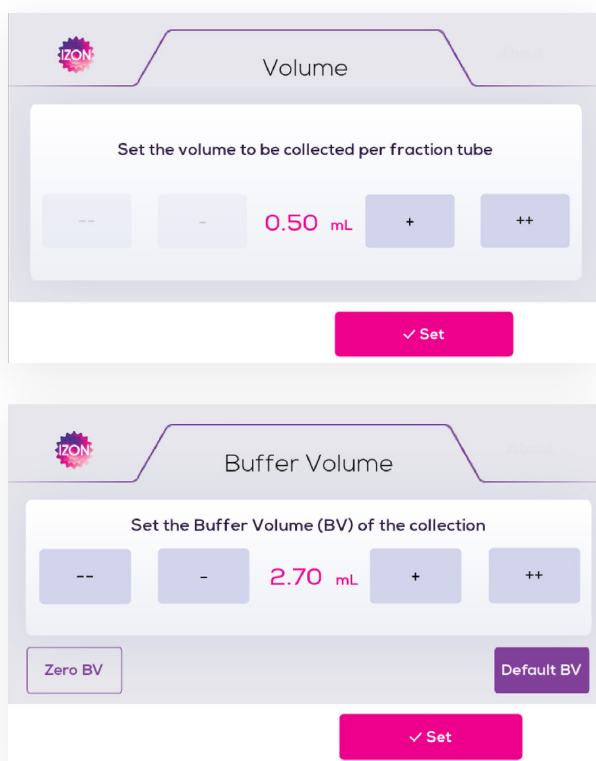 IZON
Volume
Set the volume to be collected per fraction tube
-- - 0.50 mL + ++
✓ Set
IZON
Buffer Volume
Set the Buffer Volume (BV) of the collection
-- - 2.70 mL + ++
Zero BV Default BV
✓ Set